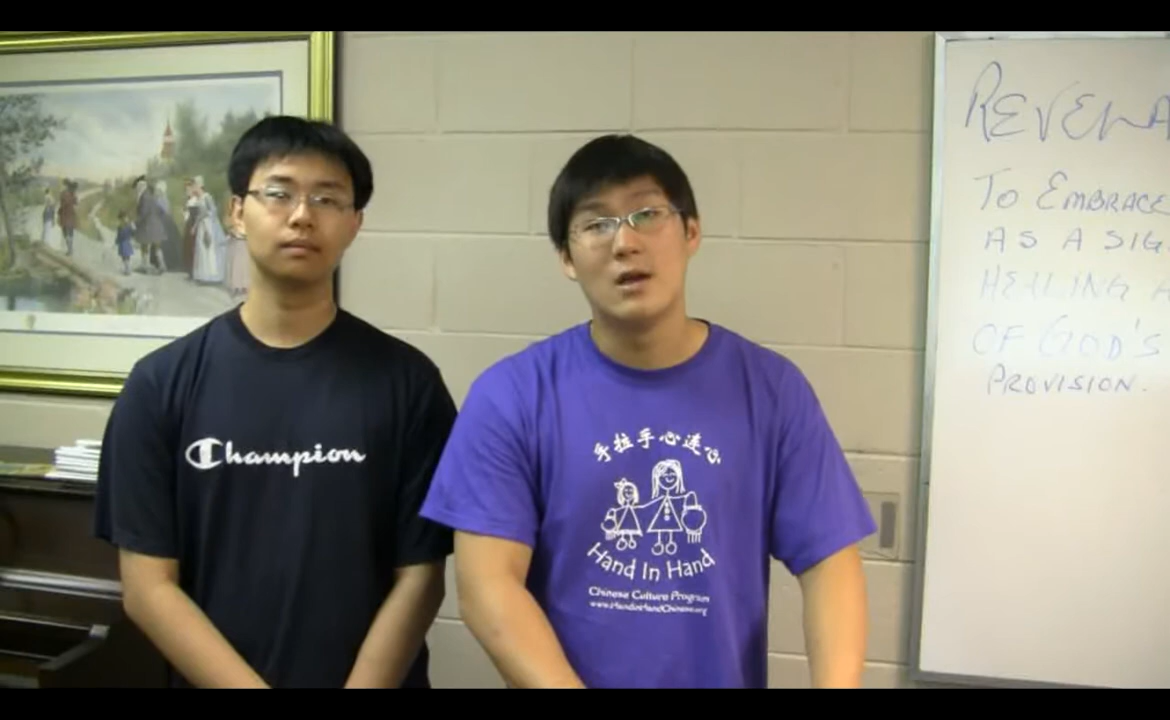 Champion
手拉手心连心
Hand In Hand
Chinese Culture Program
www.HandInHandChinese.org
REVELA
TO EMBRACE
AS A SIG
HEALING A
OF GOD'S
PROVISION.